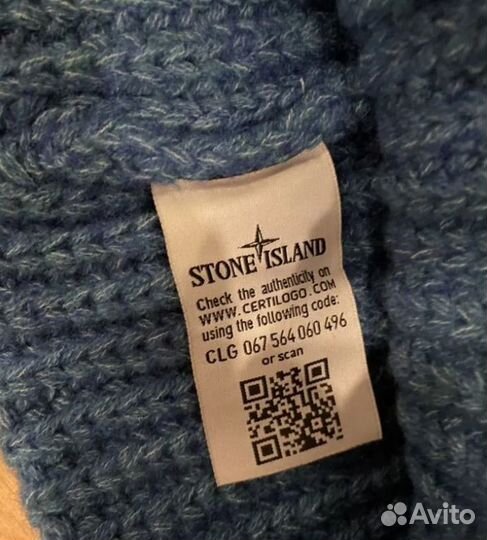 STONE ISLAND
Check the authenticity on
WWW.CERTILOGO.COM
using the following code:
CLG 067 564 060 496
or scan
Avito